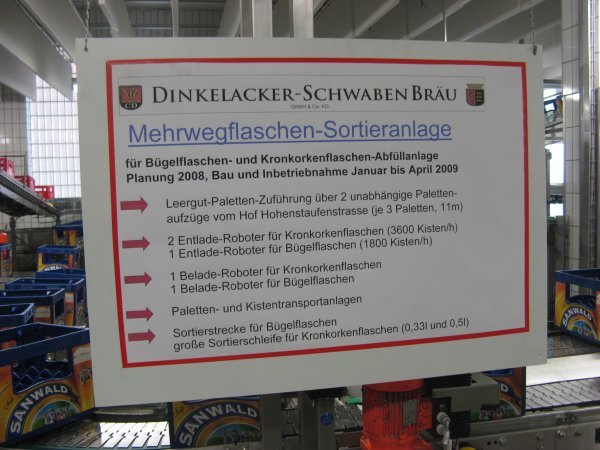 DINKELACKER-SCHWABEN BRÄU
GmbH & Co. KG
CD
Mehrwegflaschen-Sortieranlage
für Bügelflaschen- und Kronkorkenflaschen-Abfüllanlage
Planung 2008, Bau und Inbetriebnahme Januar bis April 2009
Leergut-Paletten-Zuführung über 2 unabhängige Paletten-
aufzüge vom Hof Hohenstaufenstrasse (je 3 Paletten, 11m)
2 Entlade-Roboter für Kronkorkenflaschen (3600 Kisten/h)
1 Entlade-Roboter für Bügelflaschen (1800 Kisten/h)
1 Belade-Roboter für Kronkorkenflaschen
1 Belade-Roboter für Bügelflaschen
Paletten- und Kistentransportanlagen
Sortierstrecke für Bügelflaschen
große Sortierschleife für Kronkorkenflaschen (0,33l und 0,5l)
SANWALD
SANWALD